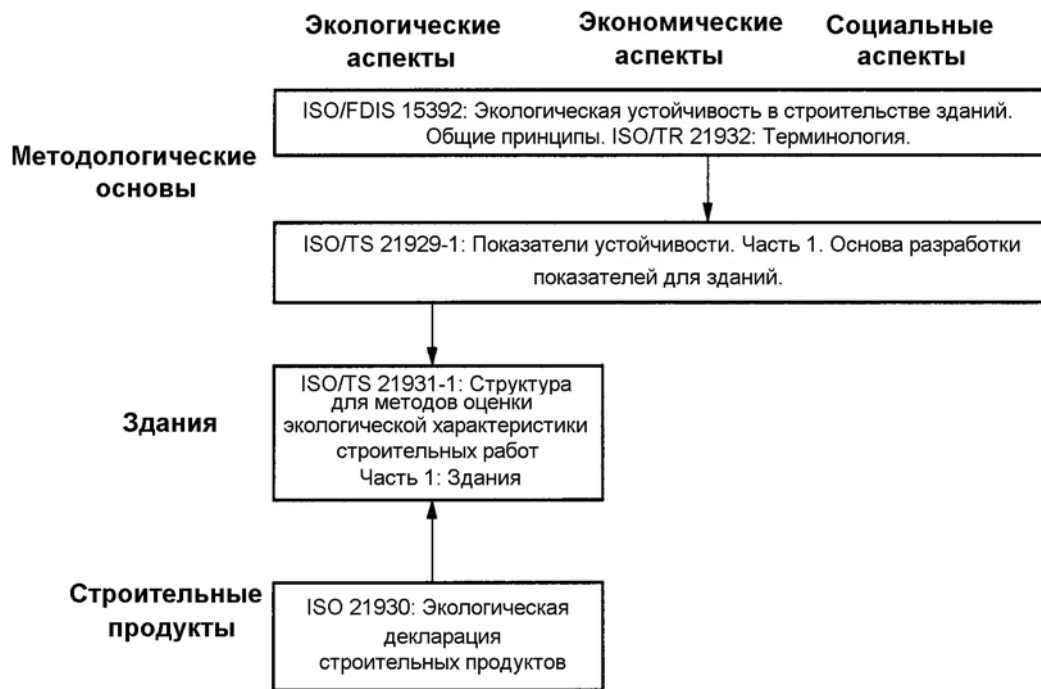 Экологические
аспекты
Экономические
аспекты
Социальные
аспекты
ISO/FDIS 15392: Экологическая устойчивость в строительстве зданий.
Общие принципы. ISO/TR 21932: Терминология.
Методологические
основы
ISO/TS 21929-1: Показатели устойчивости. Часть 1. Основа разработки
показателей для зданий.
Здания
ISO/TS 21931-1: Структура
для методов оценки
экологической характеристики
строительных работ
Часть 1: Здания
Строительные
продукты
ISO 21930: Экологическая
декларация
строительных продуктов